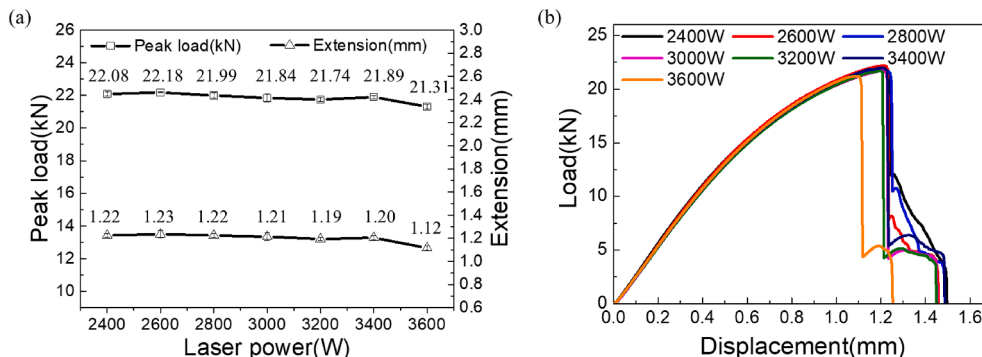 (a)
26
24
22
20
18
16
14
12
10
Peak load(kN)
Peak load(kN) Extension(mm)
22.08 22.18 21.99 21.84 21.74 21.89 21.31
1.22 1.23 1.22 1.21 1.19 1.20 1.12
3.0
2.8
2.6
2.4
2.2
2.0
1.8
1.6
1.4
1.2
1.0
0.8
0.6
Extension(mm)
2400 2600 2800 3000 3200 3400 3600
Laser power(W)
(b)
25
20
15
10
5
0
Load(kN)
2400W 2600W 2800W
3000W 3200W 3400W
3600W
0.0 0.2 0.4 0.6 0.8 1.0 1.2 1.4 1.6
Displacement(mm)